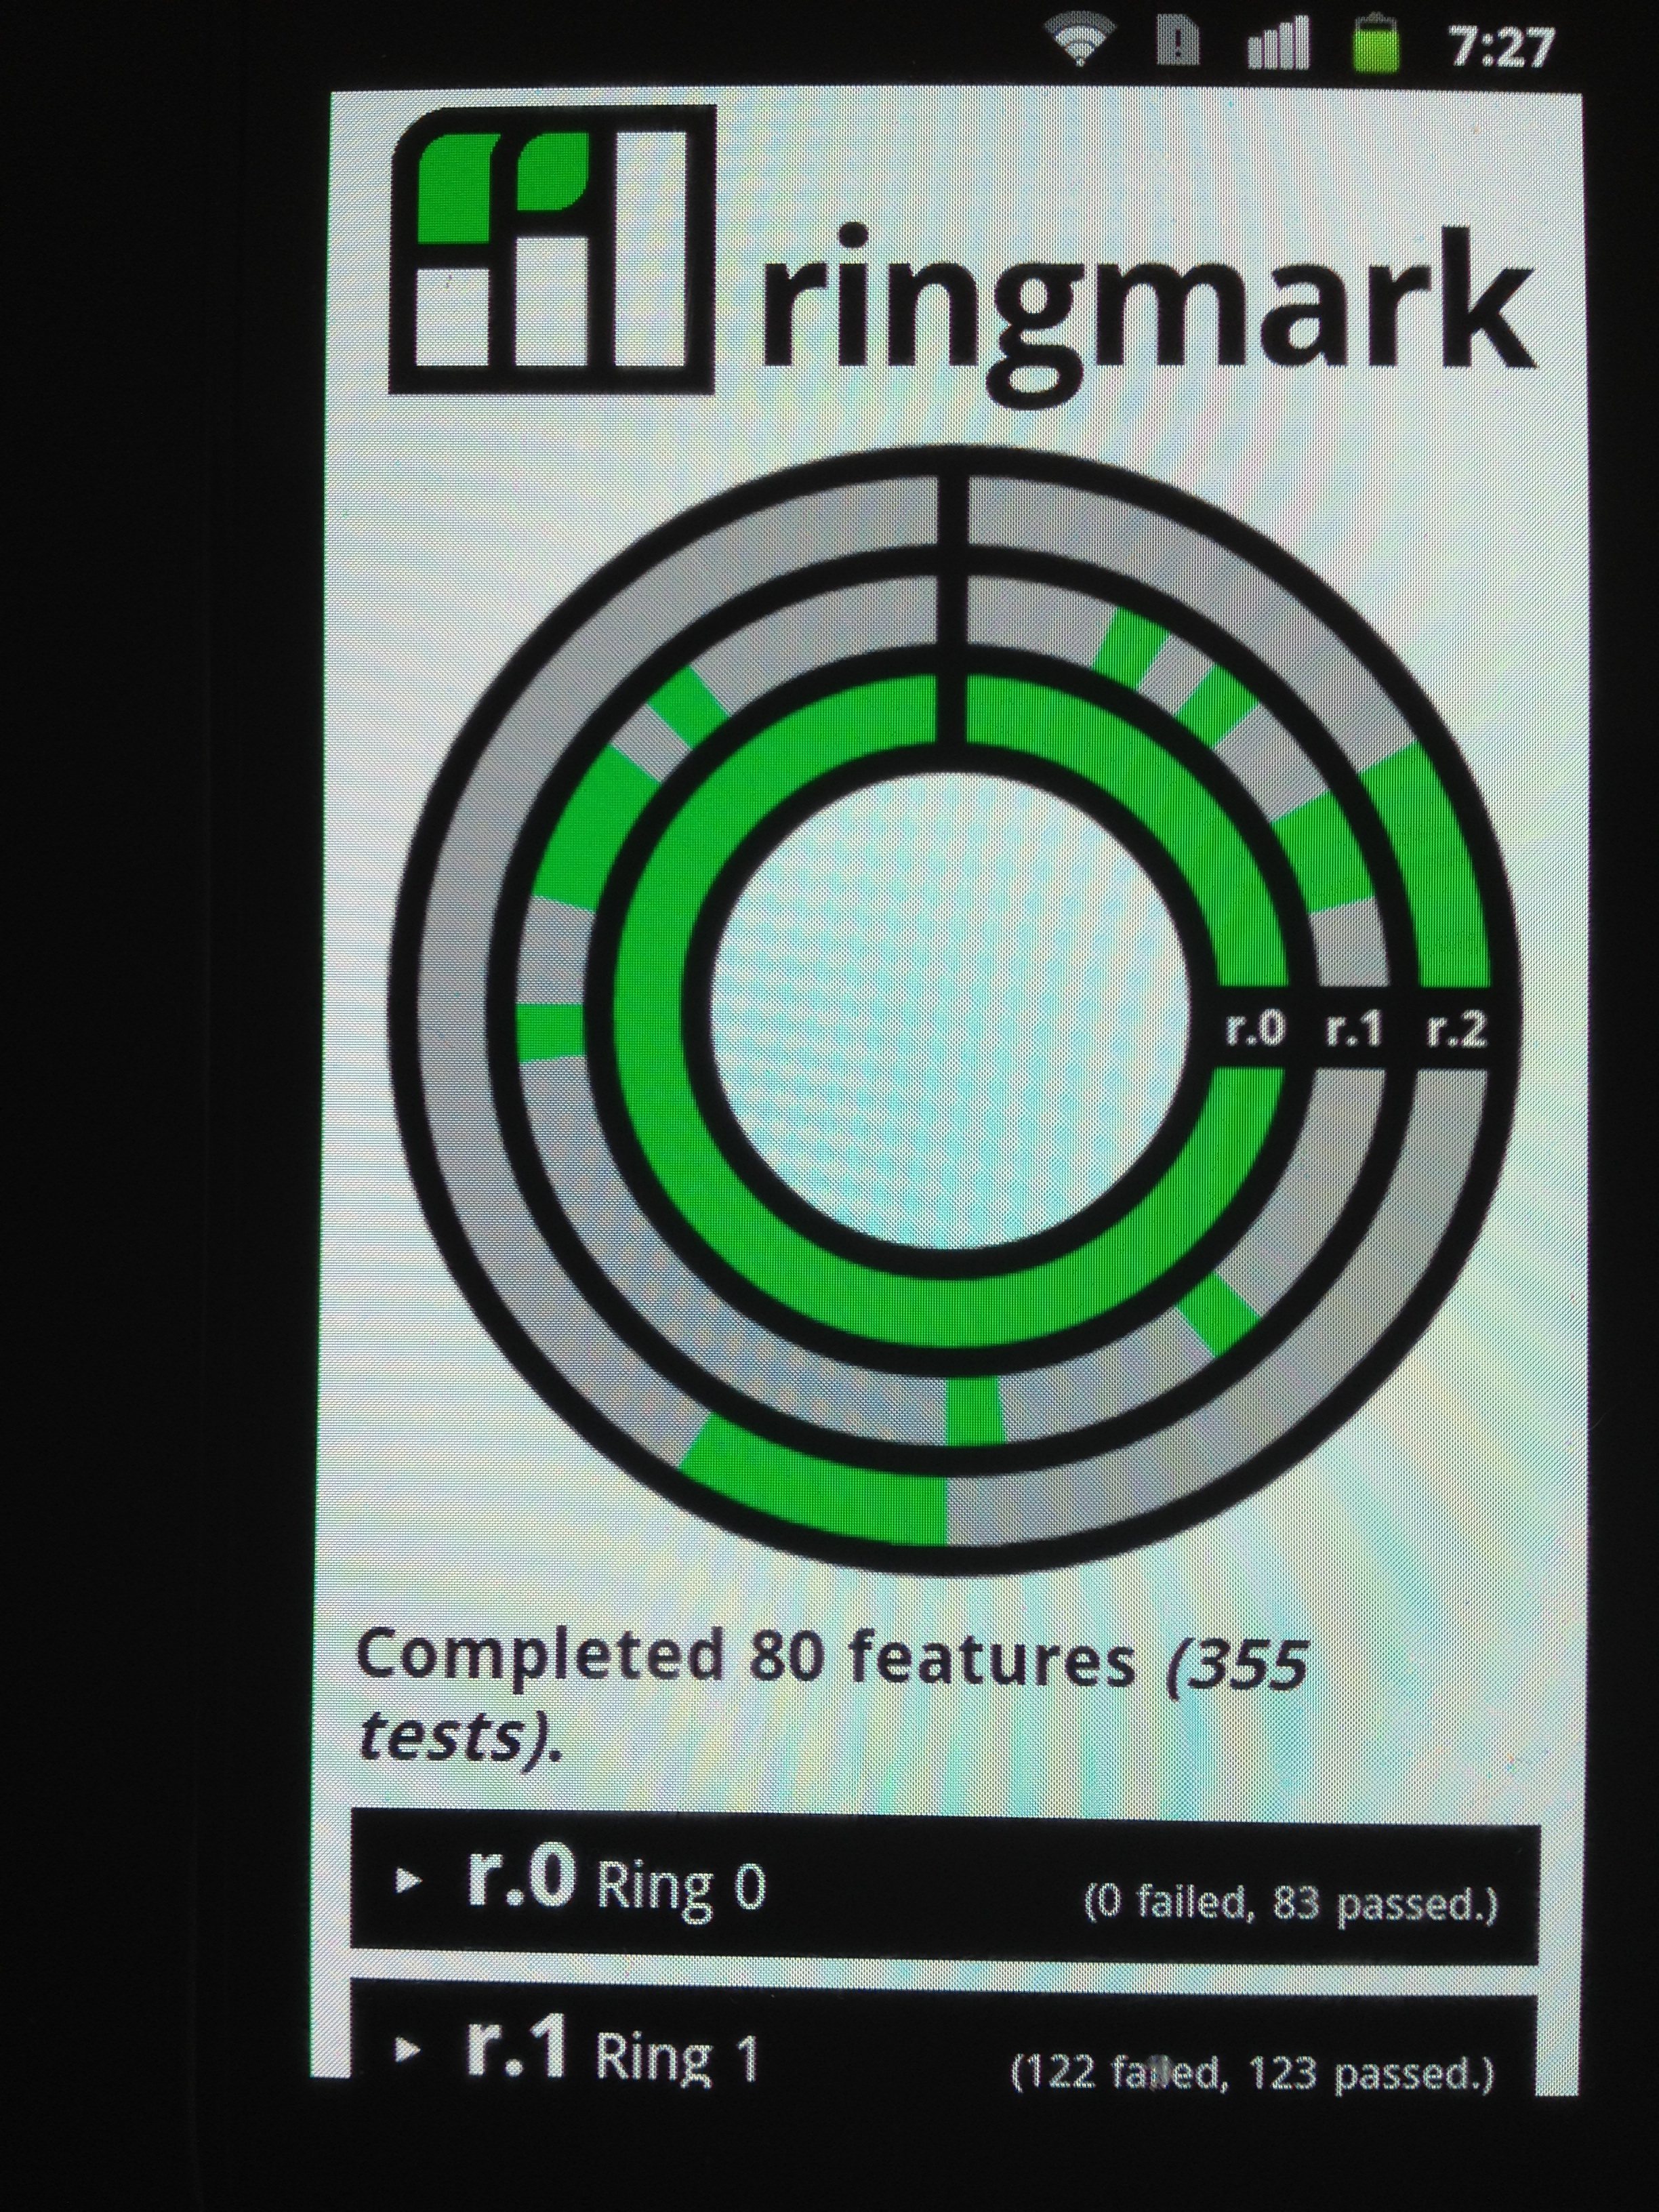 7:27
ringmark
r.0 r.1 r.2
Completed 80 features (355
tests).
r.0 Ring 0 (0 failed, 83 passed.)
r.1 Ring 1 (122 failed, 123 passed.)